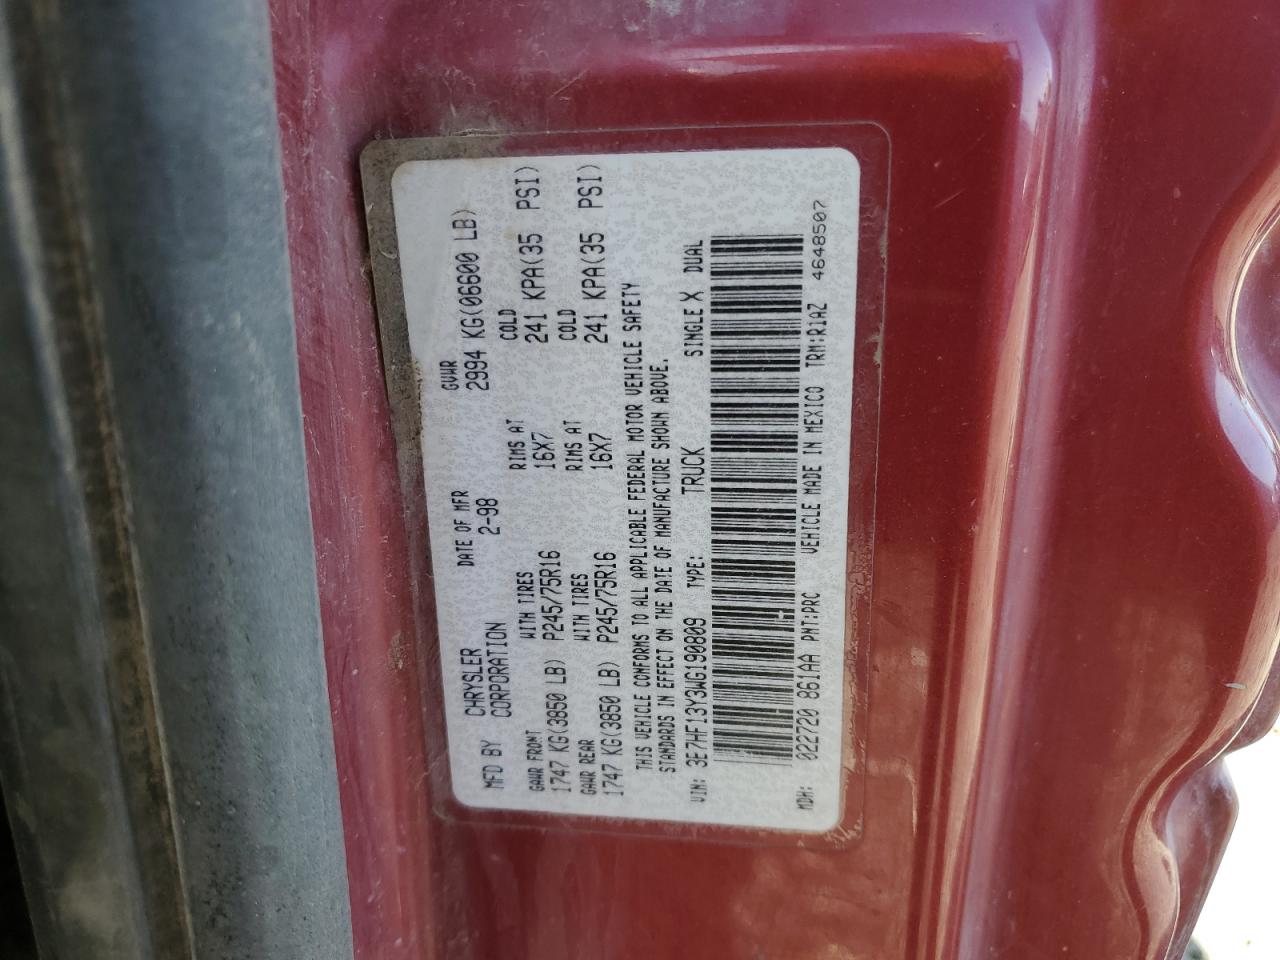 MFD BY CHRYSLER CORPORATION DATE OF MFR 2-98 GVWR 2994 KG(06600 LB)
GAWR FRONT WITH TIRES RIMS AT COLD
1747 KG(3850 LB) P245/75R16 16X7 241 KPA(35 PSI)
GAWR REAR WITH TIRES RIMS AT COLD
1747 KG(3850 LB) P245/75R16 16X7 241 KPA(35 PSI)
THIS VEHICLE CONFORMS TO ALL APPLICABLE FEDERAL MOTOR VEHICLE SAFETY
STANDARDS IN EFFECT ON THE DATE OF MANUFACTURE SHOWN ABOVE.
VIN: 3E7HF13Y3WG190809 TYPE: TRUCK SINGLE X DUAL
MDH: 022720 861AA PNT:PRC VEHICLE MADE IN MEXICO TRM:R1AZ 4648507